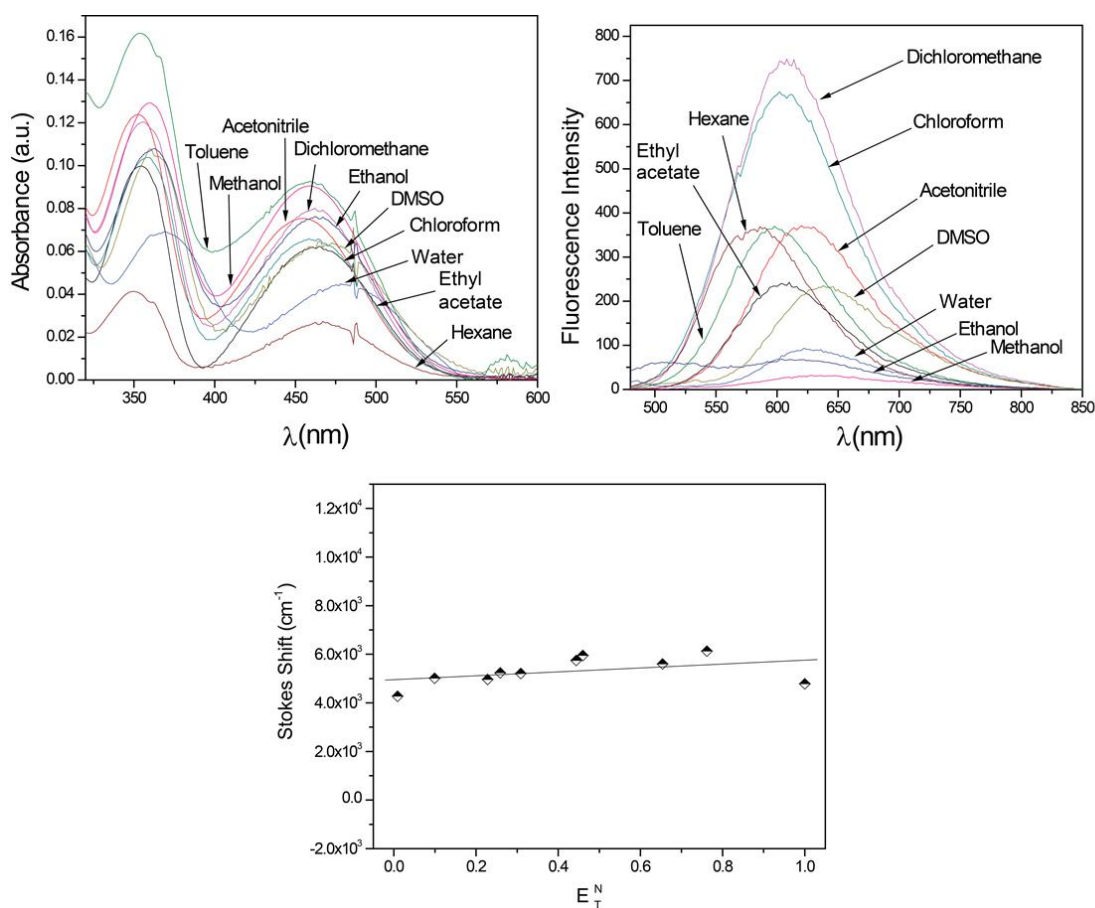 0.16
0.14
0.12
0.10
0.08
0.06
0.04
0.02
0.00
Absorbance (a.u.)
Toluene
Methanol
Acetonitrile
Dichloromethane
Ethanol
DMSO
Chloroform
Water
Ethyl
acetate
Hexane
350
400
450
500
550
600
λ(nm)
800
700
600
500
400
300
200
100
0
Fluorescence Intensity
Dichloromethane
Hexane
Chloroform
Ethyl
acetate
Acetonitrile
Toluene
DMSO
Water
Ethanol
Methanol
500
550
600
650
700
750
800
850
λ(nm)
1.2x10⁴
1.0x10⁴
8.0x10³
6.0x10³
4.0x10³
2.0x10³
0.0
-2.0x10³
Stokes Shift (cm⁻¹)
0.0
0.2
0.4
0.6
0.8
1.0
E_T^N